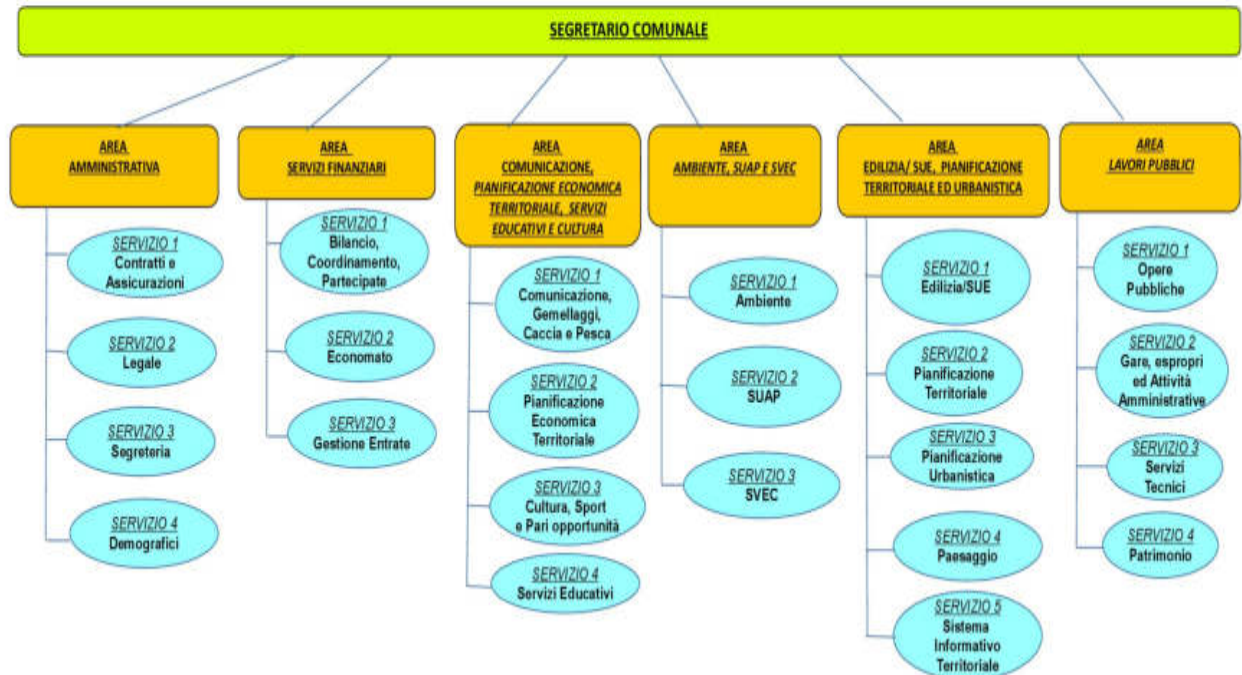 SEGRETARIO COMUNALE
AREA
AMMINISTRATIVA
SERVIZIO 1
Contratti e
Assicurazioni
SERVIZIO 2
Legale
SERVIZIO 3
Segreteria
SERVIZIO 4
Demografici
AREA
SERVIZI FINANZIARI
SERVIZIO 1
Bilancio,
Coordinamento,
Partecipate
SERVIZIO 2
Economato
SERVIZIO 3
Gestione Entrate
AREA
COMUNICAZIONE,
PIANIFICAZIONE ECONOMICA
TERRITORIALE, SERVIZI
EDUCATIVI E CULTURA
SERVIZIO 1
Comunicazione,
Gemellaggi,
Caccia e Pesca
SERVIZIO 2
Pianificazione
Economica
Territoriale
SERVIZIO 3
Cultura, Sport
e Pari opportunità
SERVIZIO 4
Servizi Educativi
AREA
AMBIENTE, SUAP E SVEC
SERVIZIO 1
Ambiente
SERVIZIO 2
SUAP
SERVIZIO 3
SVEC
AREA
EDILIZIA/ SUE, PIANIFICAZIONE
TERRITORIALE ED URBANISTICA
SERVIZIO 1
Edilizia/SUE
SERVIZIO 2
Pianificazione
Territoriale
SERVIZIO 3
Pianificazione
Urbanistica
SERVIZIO 4
Paesaggio
SERVIZIO 5
Sistema
Informativo
Territoriale
AREA
LAVORI PUBBLICI
SERVIZIO 1
Opere
Pubbliche
SERVIZIO 2
Gare, espropri
ed Attività
Amministrative
SERVIZIO 3
Servizi
Tecnici
SERVIZIO 4
Patrimonio